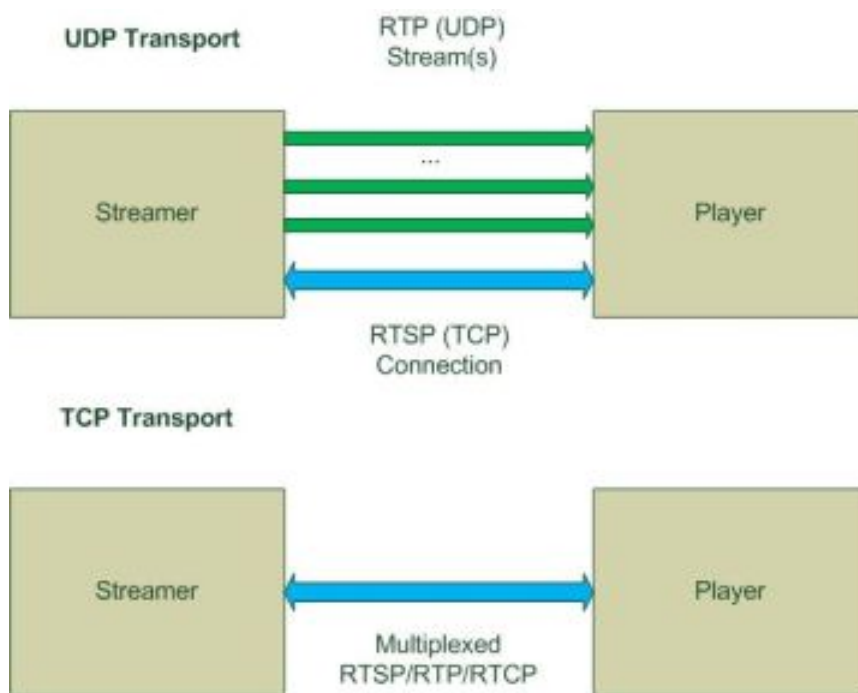 UDP Transport
RTP (UDP)
Stream(s)
...
Streamer
Player
RTSP (TCP)
Connection
TCP Transport
Streamer
Player
Multiplexed
RTSP/RTP/RTCP